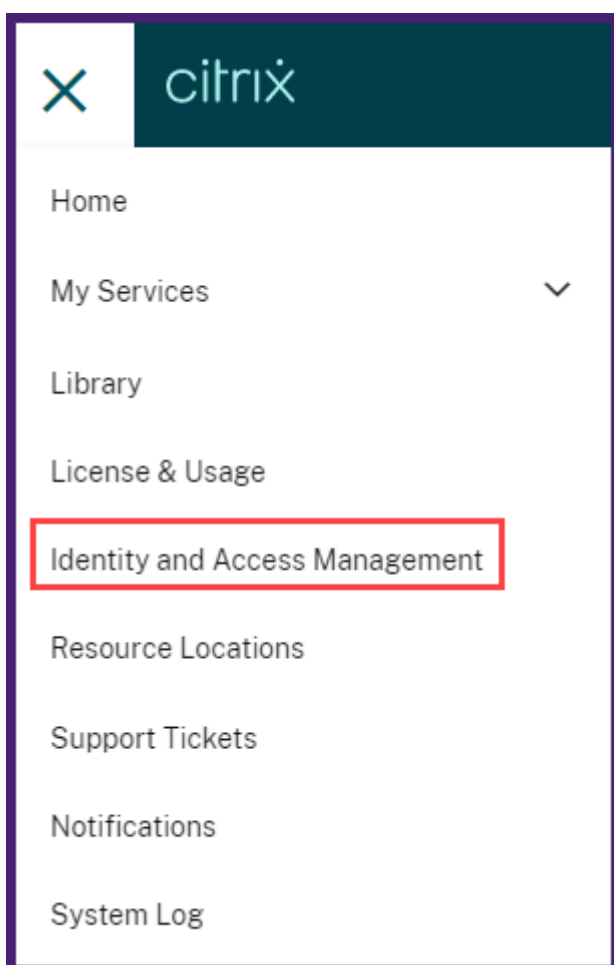 citrix
Home
My Services
Library
License & Usage
Identity and Access Management
Resource Locations
Support Tickets
Notifications
System Log